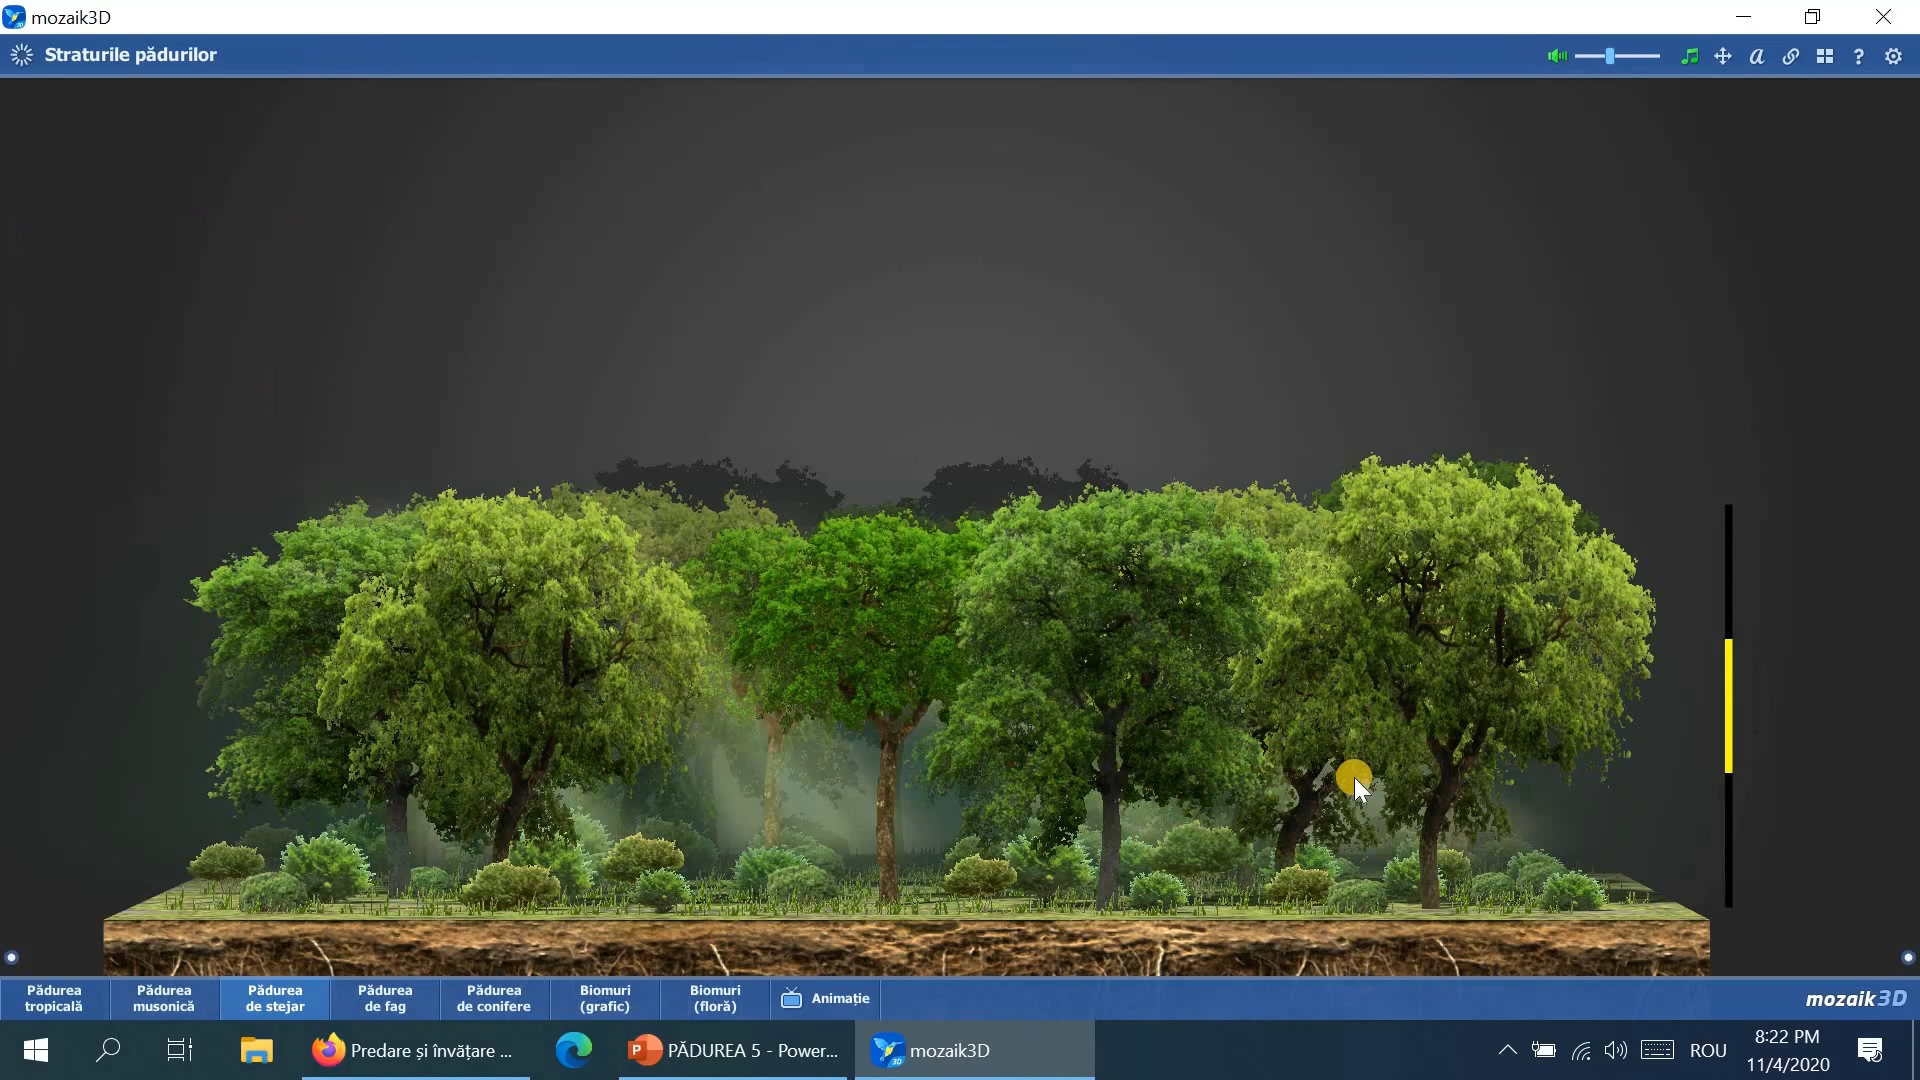 mozaik3D
Straturile pădurilor
Pădurea
tropicală
Pădurea
musonică
Pădurea
de stejar
Pădurea
de fag
Pădurea
de conifere
Biomuri
(grafic)
Biomuri
(floră)
Animație
mozaik3D
Predare și învățare ...
PĂDUREA 5 - Power...
mozaik3D
ROU
8:22 PM
11/4/2020